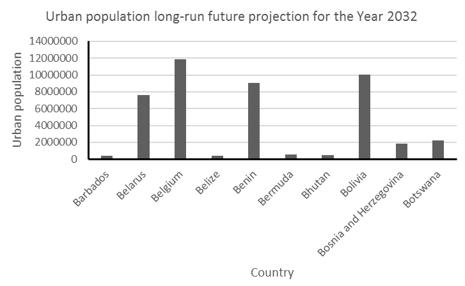 Urban population long-run future projection for the Year 2032
Urban population
14000000
12000000
10000000
8000000
6000000
4000000
2000000
0
Barbados
Belarus
Belgium
Belize
Benin
Bermuda
Bhutan
Bolivia
Bosnia and Herzegovina
Botswana
Country